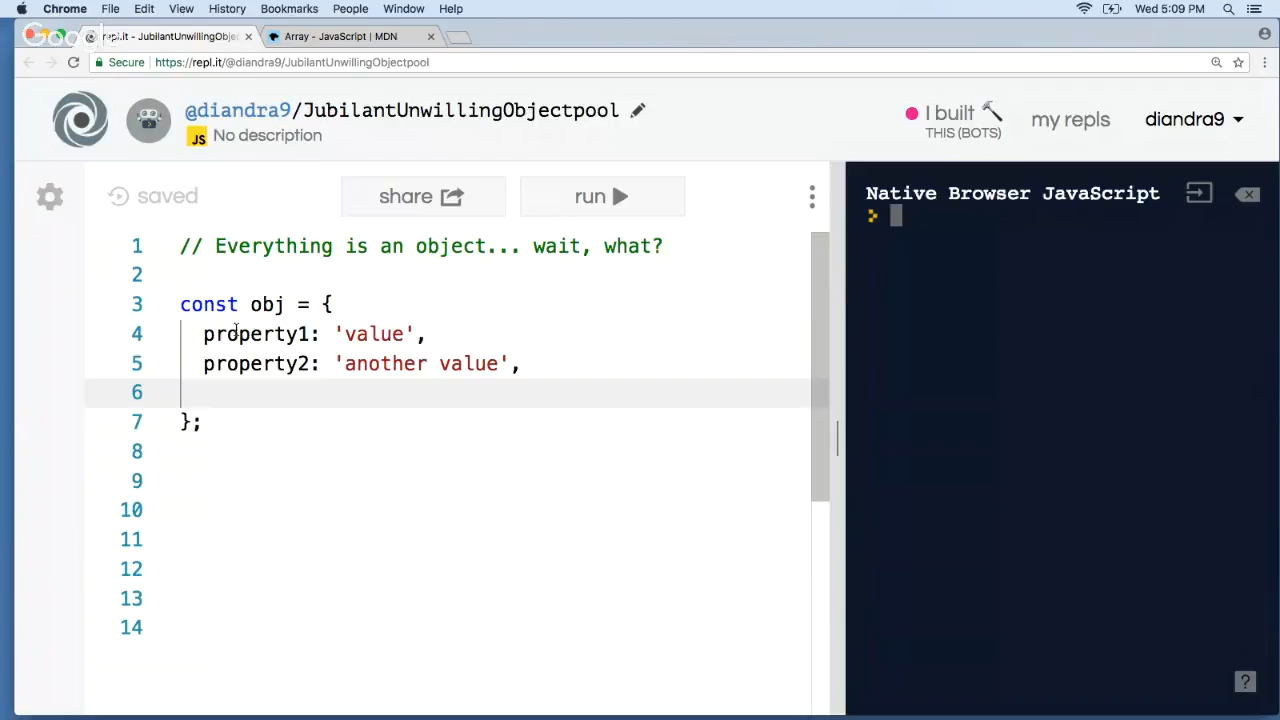 Chrome File Edit View History Bookmarks People Window Help Wed 5:09 PM
Google
repl.it - JubilantUnwillingObjec × Array - JavaScript | MDN ×
Secure https://repl.it/@diandra9/JubilantUnwillingObjectpool
@diandra9/JubilantUnwillingObjectpool
JS No description
I built
THIS (BOTS)
my repls
diandra9
saved
share
run
1 // Everything is an object... wait, what?
2
3 const obj = {
4 property1: 'value',
5 property2: 'another value',
6
7 };
8
9
10
11
12
13
14
Native Browser JavaScript
?